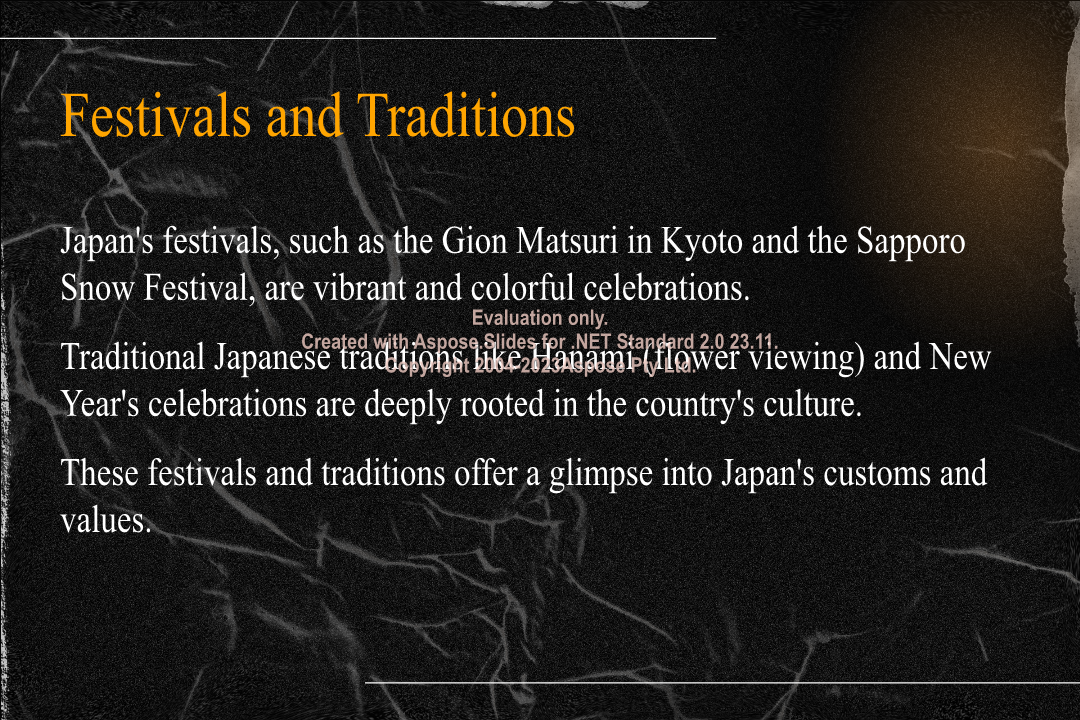 Festivals and Traditions
Japan's festivals, such as the Gion Matsuri in Kyoto and the Sapporo
Snow Festival, are vibrant and colorful celebrations.
Evaluation only.
Created with Aspose.Slides for .NET Standard 2.0 23.11.
Traditional Japanese traditions like Hanami (flower viewing) and New
Copyright 2004-2023Aspose Pty Ltd.
Year's celebrations are deeply rooted in the country's culture.
These festivals and traditions offer a glimpse into Japan's customs and
values.